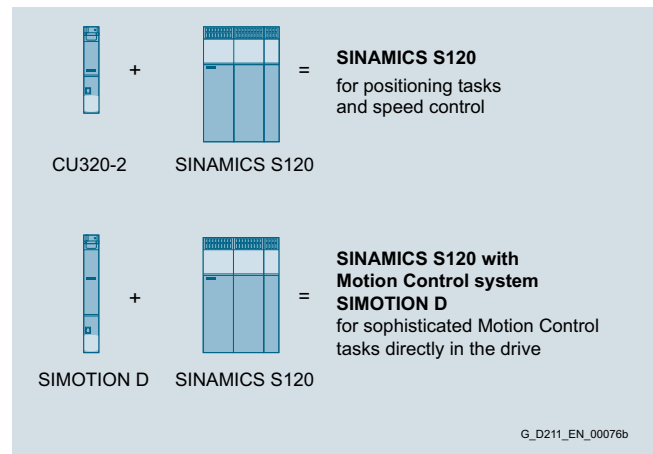 +
=
SINAMICS S120
for positioning tasks
and speed control
CU320-2
SINAMICS S120
+
=
SINAMICS S120 with
Motion Control system
SIMOTION D
for sophisticated Motion Control
tasks directly in the drive
SIMOTION D
SINAMICS S120
G_D211_EN_00076b